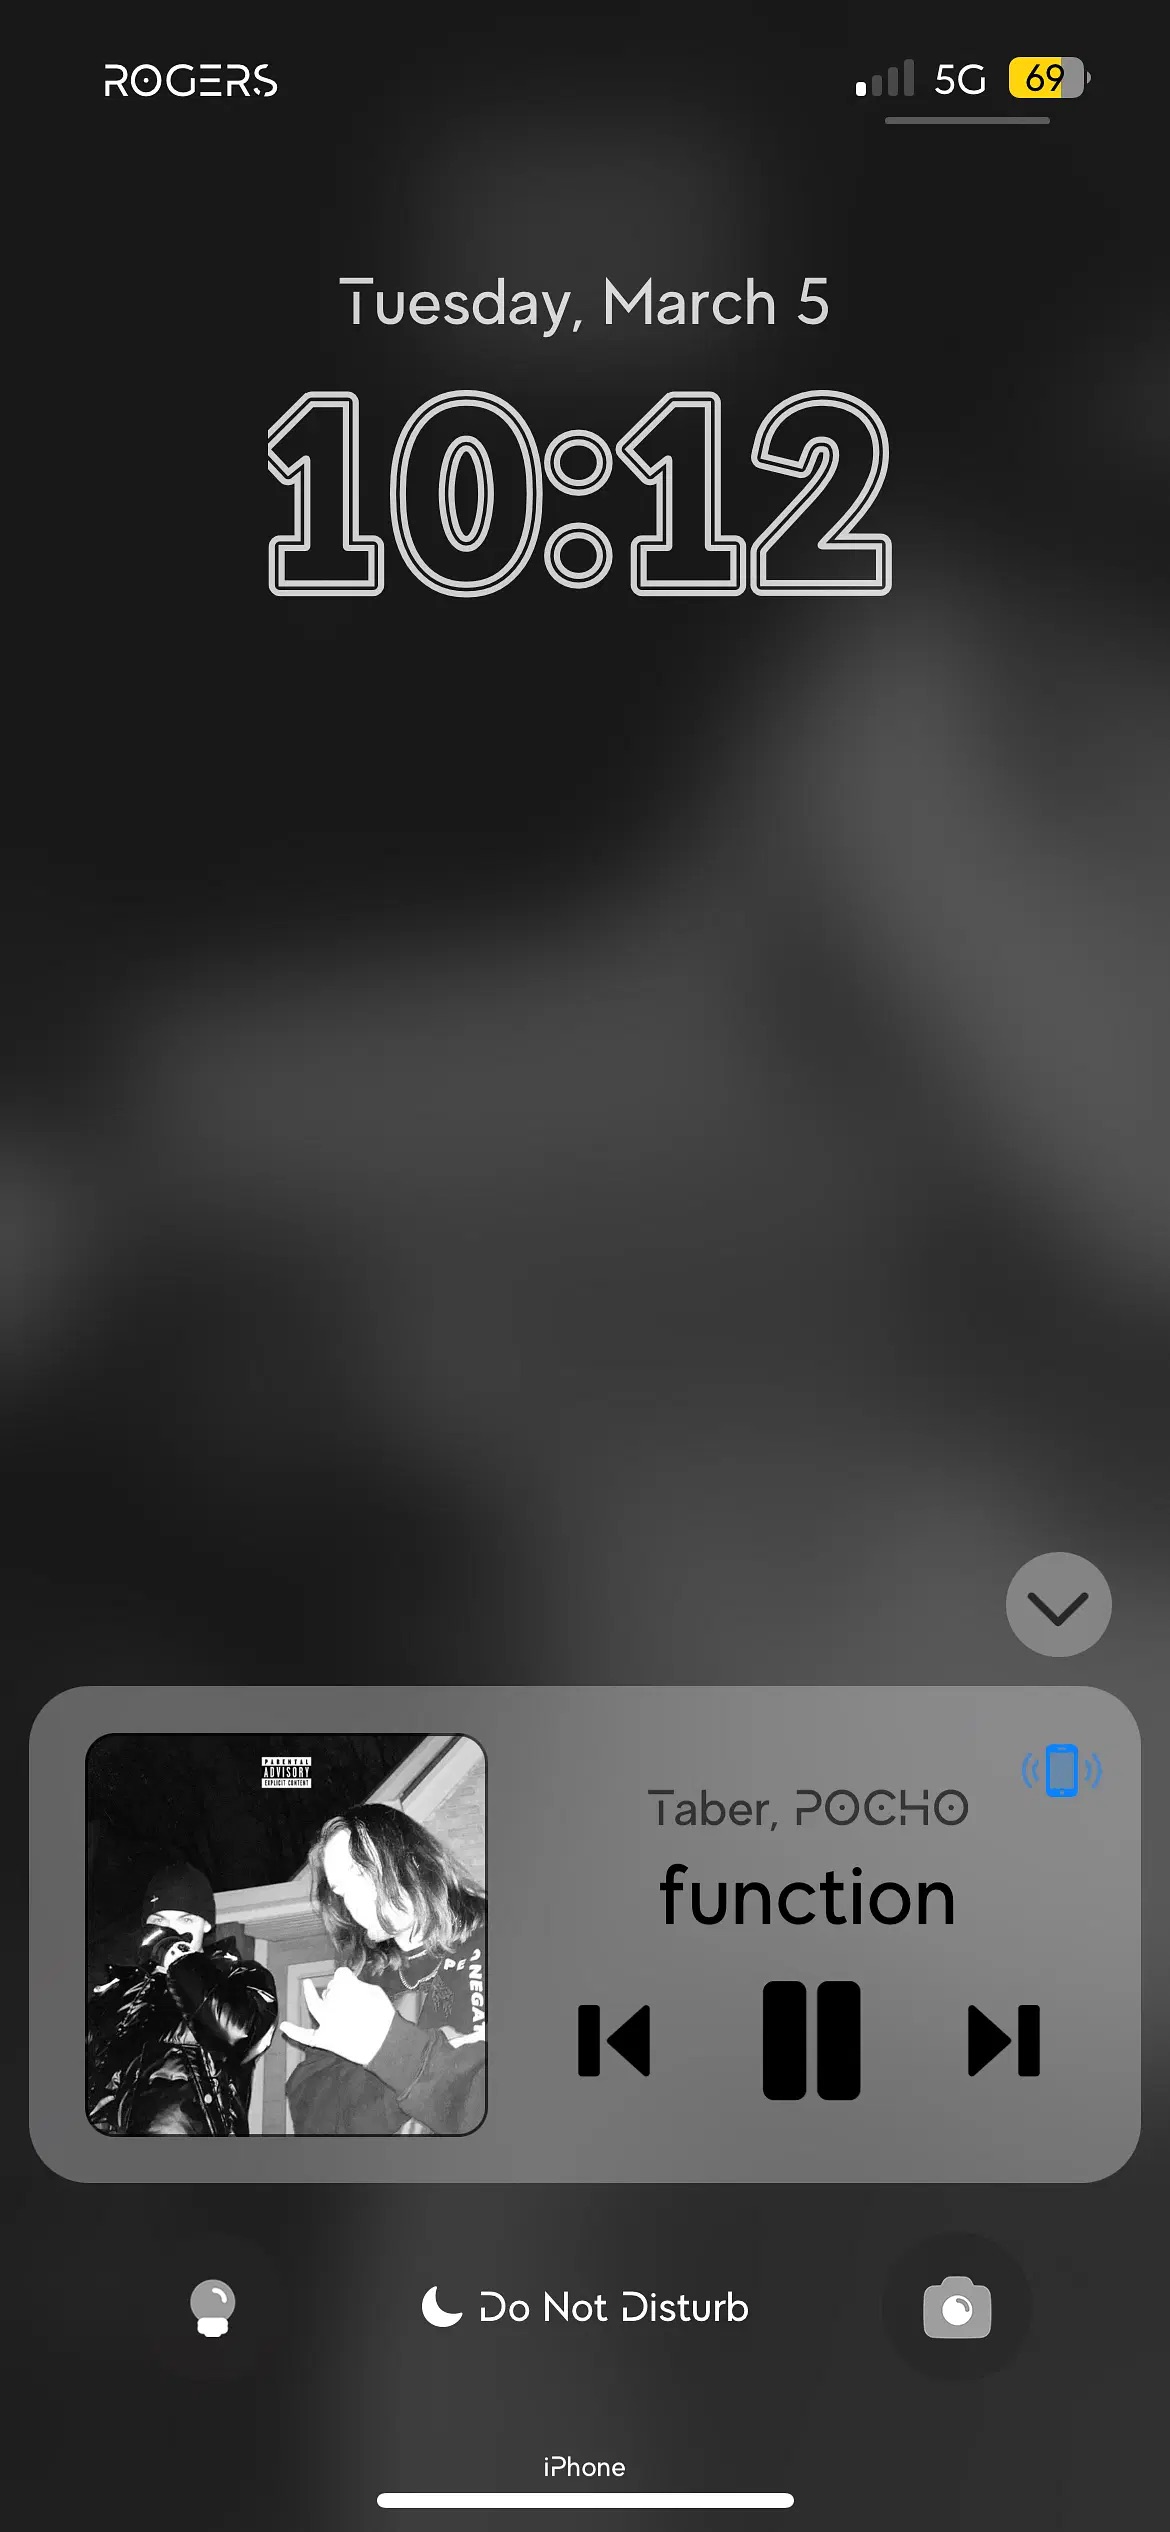 ROGERS 5G 69
Tuesday, March 5
10:12
PARENTAL
ADVISORY
EXPLICIT CONTENT
Taber, POCHO
function
Do Not Disturb
iPhone